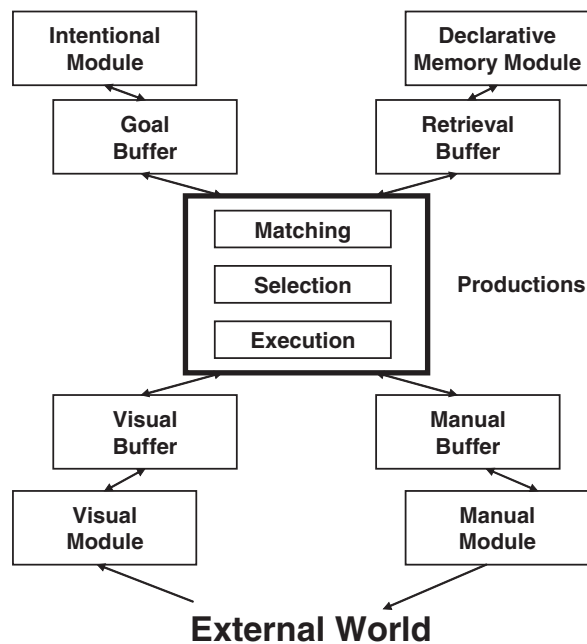 Intentional
Module
Declarative
Memory Module
Goal
Buffer
Retrieval
Buffer
Matching
Selection
Productions
Execution
Visual
Buffer
Manual
Buffer
Visual
Module
Manual
Module
External World